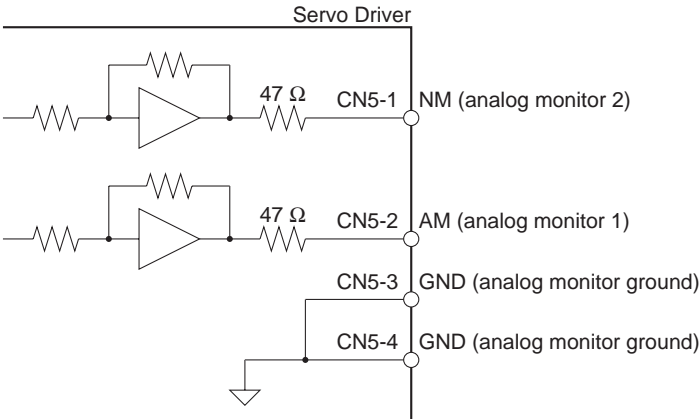 Servo Driver
47 Ω CN5-1 NM (analog monitor 2)
47 Ω CN5-2 AM (analog monitor 1)
CN5-3 GND (analog monitor ground)
CN5-4 GND (analog monitor ground)